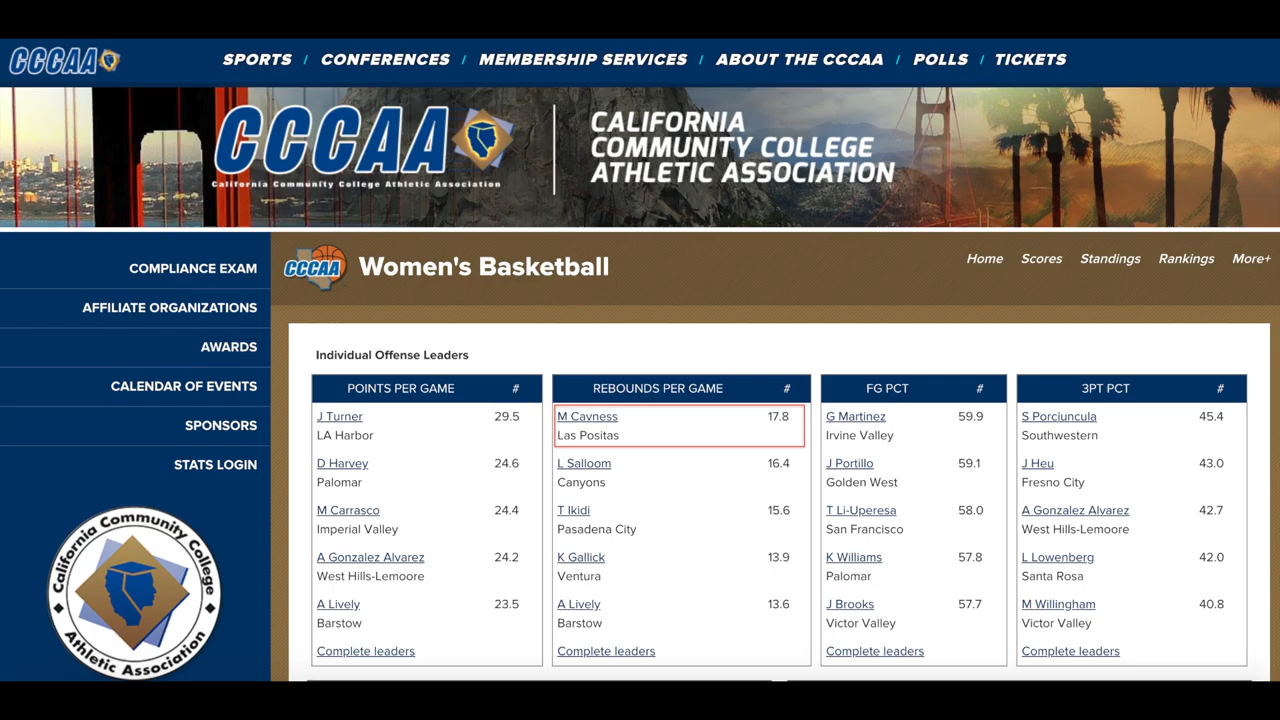 CCCAA
SPORTS / CONFERENCES / MEMBERSHIP SERVICES / ABOUT THE CCCAA / POLLS / TICKETS
CCCAA
California Community College Athletic Association
CALIFORNIA
COMMUNITY COLLEGE
ATHLETIC ASSOCIATION
COMPLIANCE EXAM
AFFILIATE ORGANIZATIONS
AWARDS
CALENDAR OF EVENTS
SPONSORS
STATS LOGIN
California Community College
Athletic Association
CCCAA
Women's Basketball
Home Scores Standings Rankings More+
Individual Offense Leaders
POINTS PER GAME #
J Turner 29.5
LA Harbor
D Harvey 24.6
Palomar
M Carrasco 24.4
Imperial Valley
A Gonzalez Alvarez 24.2
West Hills-Lemoore
A Lively 23.5
Barstow
Complete leaders
REBOUNDS PER GAME #
M Cavness 17.8
Las Positas
L Salloom 16.4
Canyons
T Ikidi 15.6
Pasadena City
K Gallick 13.9
Ventura
A Lively 13.6
Barstow
Complete leaders
FG PCT #
G Martinez 59.9
Irvine Valley
J Portillo 59.1
Golden West
T Li-Uperesa 58.0
San Francisco
K Williams 57.8
Palomar
J Brooks 57.7
Victor Valley
Complete leaders
3PT PCT #
S Porciuncula 45.4
Southwestern
J Heu 43.0
Fresno City
A Gonzalez Alvarez 42.7
West Hills-Lemoore
L Lowenberg 42.0
Santa Rosa
M Willingham 40.8
Victor Valley
Complete leaders